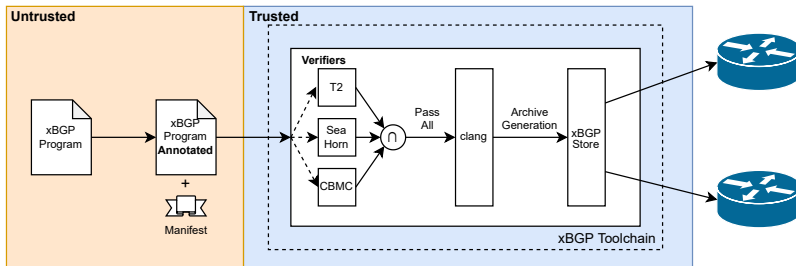 Untrusted
Trusted
Verifiers
T2
xBGP
Program
xBGP
Program
Annotated
+
Manifest
Sea
Horn
CBMC
∩
Pass
All
clang
Archive
Generation
xBGP
Store
xBGP Toolchain